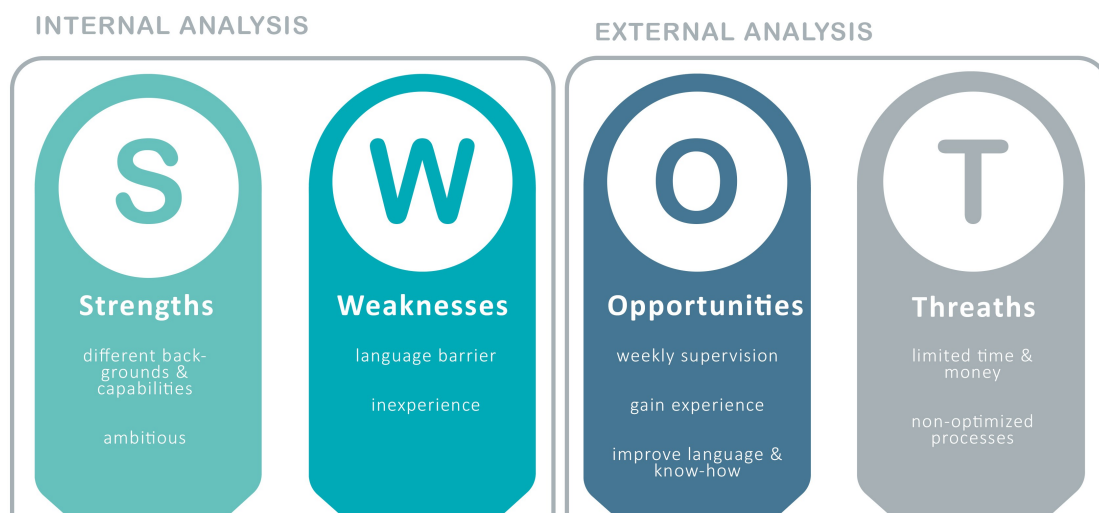 INTERNAL ANALYSIS
EXTERNAL ANALYSIS
S
W
O
T
Strengths
different back-
grounds &
capabilities
ambitious
Weaknesses
language barrier
inexperience
Opportunities
weekly supervision
gain experience
improve language &
know-how
Threaths
limited time &
money
non-optimized
processes